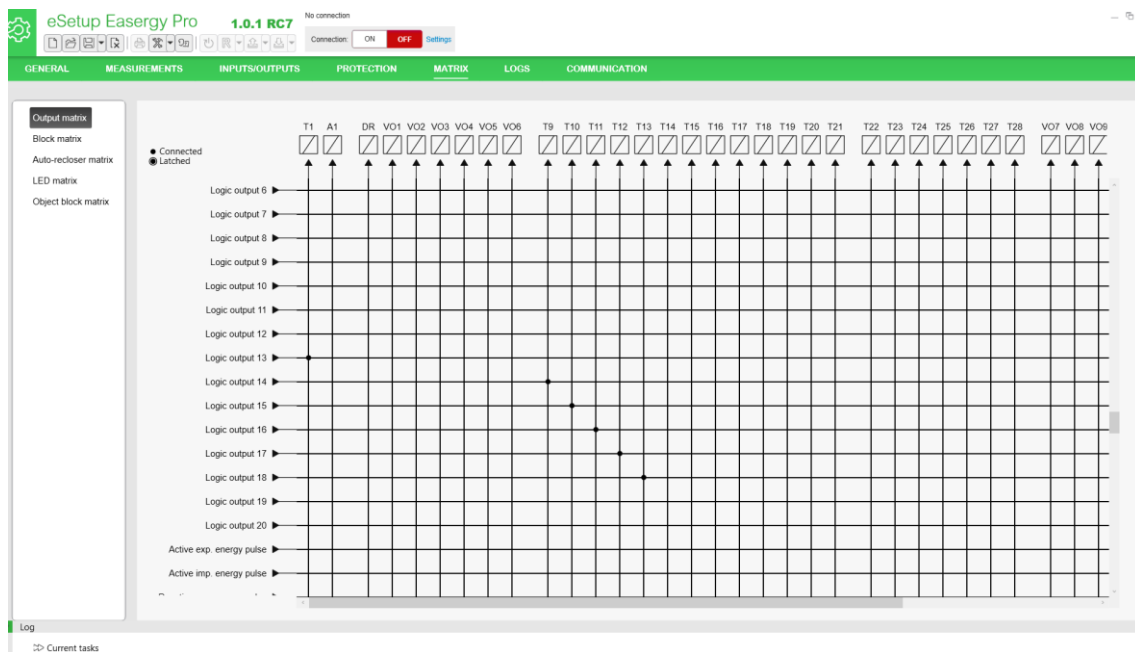 eSetup Easergy Pro 1.0.1 RC7
No connection
Connection: ON OFF Settings
GENERAL MEASUREMENTS INPUTS/OUTPUTS PROTECTION MATRIX LOGS COMMUNICATION
Output matrix
Block matrix
Auto-recloser matrix
LED matrix
Object block matrix
Connected
Latched
T1 A1 DR VO1 VO2 VO3 VO4 VO5 VO6 T9 T10 T11 T12 T13 T14 T15 T16 T17 T18 T19 T20 T21 T22 T23 T24 T25 T26 T27 T28 VO7 VO8 VO9
Logic output 6
Logic output 7
Logic output 8
Logic output 9
Logic output 10
Logic output 11
Logic output 12
Logic output 13
Logic output 14
Logic output 15
Logic output 16
Logic output 17
Logic output 18
Logic output 19
Logic output 20
Active exp. energy pulse
Active imp. energy pulse
Log
Current tasks